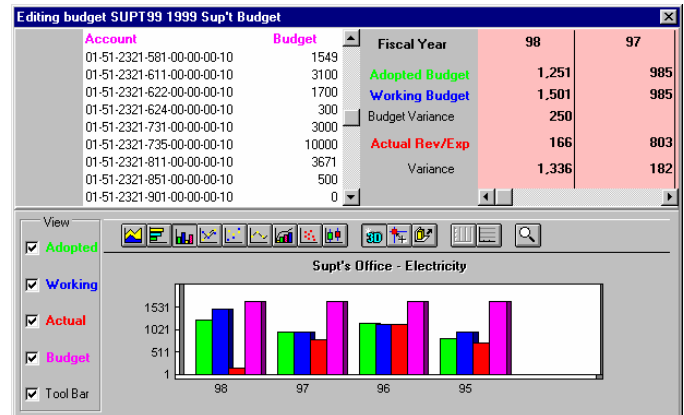 Editing budget SUPT99 1999 Sup't Budget
Account Budget
01-51-2321-581-00-00-00-10 1549
01-51-2321-611-00-00-00-10 3100
01-51-2321-622-00-00-00-10 1700
01-51-2321-624-00-00-00-10 300
01-51-2321-731-00-00-00-10 3000
01-51-2321-735-00-00-00-10 10000
01-51-2321-811-00-00-00-10 3671
01-51-2321-851-00-00-00-10 500
01-51-2321-901-00-00-00-10 0
Fiscal Year 98 97
Adopted Budget 1,251 985
Working Budget 1,501 985
Budget Variance 250
Actual Rev/Exp 166 803
Variance 1,336 182
View
Adopted
Working
Actual
Budget
Tool Bar
3D
Supt's Office - Electricity
1531
1021
511
1
98 97 96 95